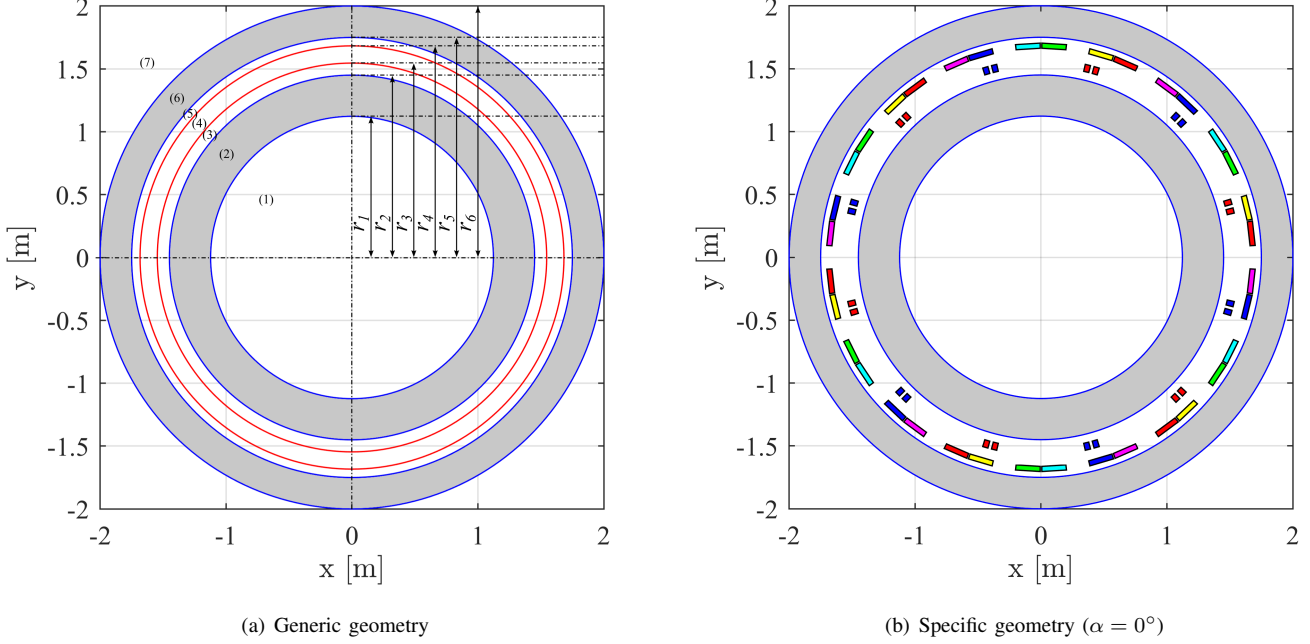 2
1.5
1
0.5
0
-0.5
-1
-1.5
-2
y [m]
-2 -1 0 1 2
x [m]
(7)
(6)
(5)
(4)
(3)
(2)
(1)
r1 r2 r3 r4 r5 r6
(a) Generic geometry
2
1.5
1
0.5
0
-0.5
-1
-1.5
-2
y [m]
-2 -1 0 1 2
x [m]
(b) Specific geometry (α = 0°)